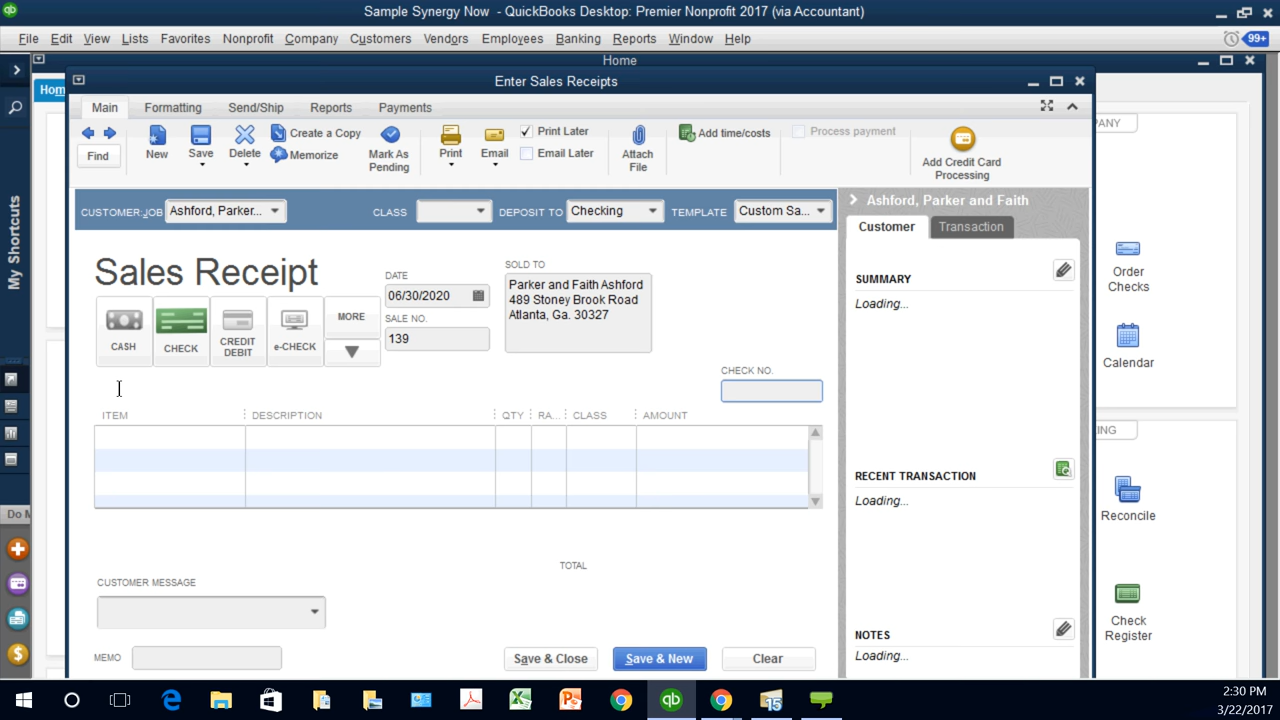 Sample Synergy Now - QuickBooks Desktop: Premier Nonprofit 2017 (via Accountant)
File Edit View Lists Favorites Nonprofit Company Customers Vendors Employees Banking Reports Window Help
99+
Home
Hom
Enter Sales Receipts
Main Formatting Send/Ship Reports Payments
Find
New
Save
Delete
Create a Copy
Memorize
Mark As
Pending
Print
Email
Print Later
Email Later
Attach
File
Add time/costs
Process payment
Add Credit Card
Processing
My Shortcuts
CUSTOMER:JOB Ashford, Parker... CLASS DEPOSIT TO Checking TEMPLATE Custom Sa...
Sales Receipt
DATE
06/30/2020
SALE NO.
139
SOLD TO
Parker and Faith Ashford
489 Stoney Brook Road
Atlanta, Ga. 30327
CASH
CHECK
CREDIT
DEBIT
e-CHECK
MORE
CHECK NO.
ITEM DESCRIPTION QTY RA... CLASS AMOUNT
TOTAL
CUSTOMER MESSAGE
MEMO
Save & Close Save & New Clear
Ashford, Parker and Faith
Customer Transaction
SUMMARY
Loading...
RECENT TRANSACTION
Loading...
NOTES
Loading...
PANY
Order
Checks
Calendar
ING
Reconcile
Check
Register
Do M
qb
15
2:30 PM
3/22/2017